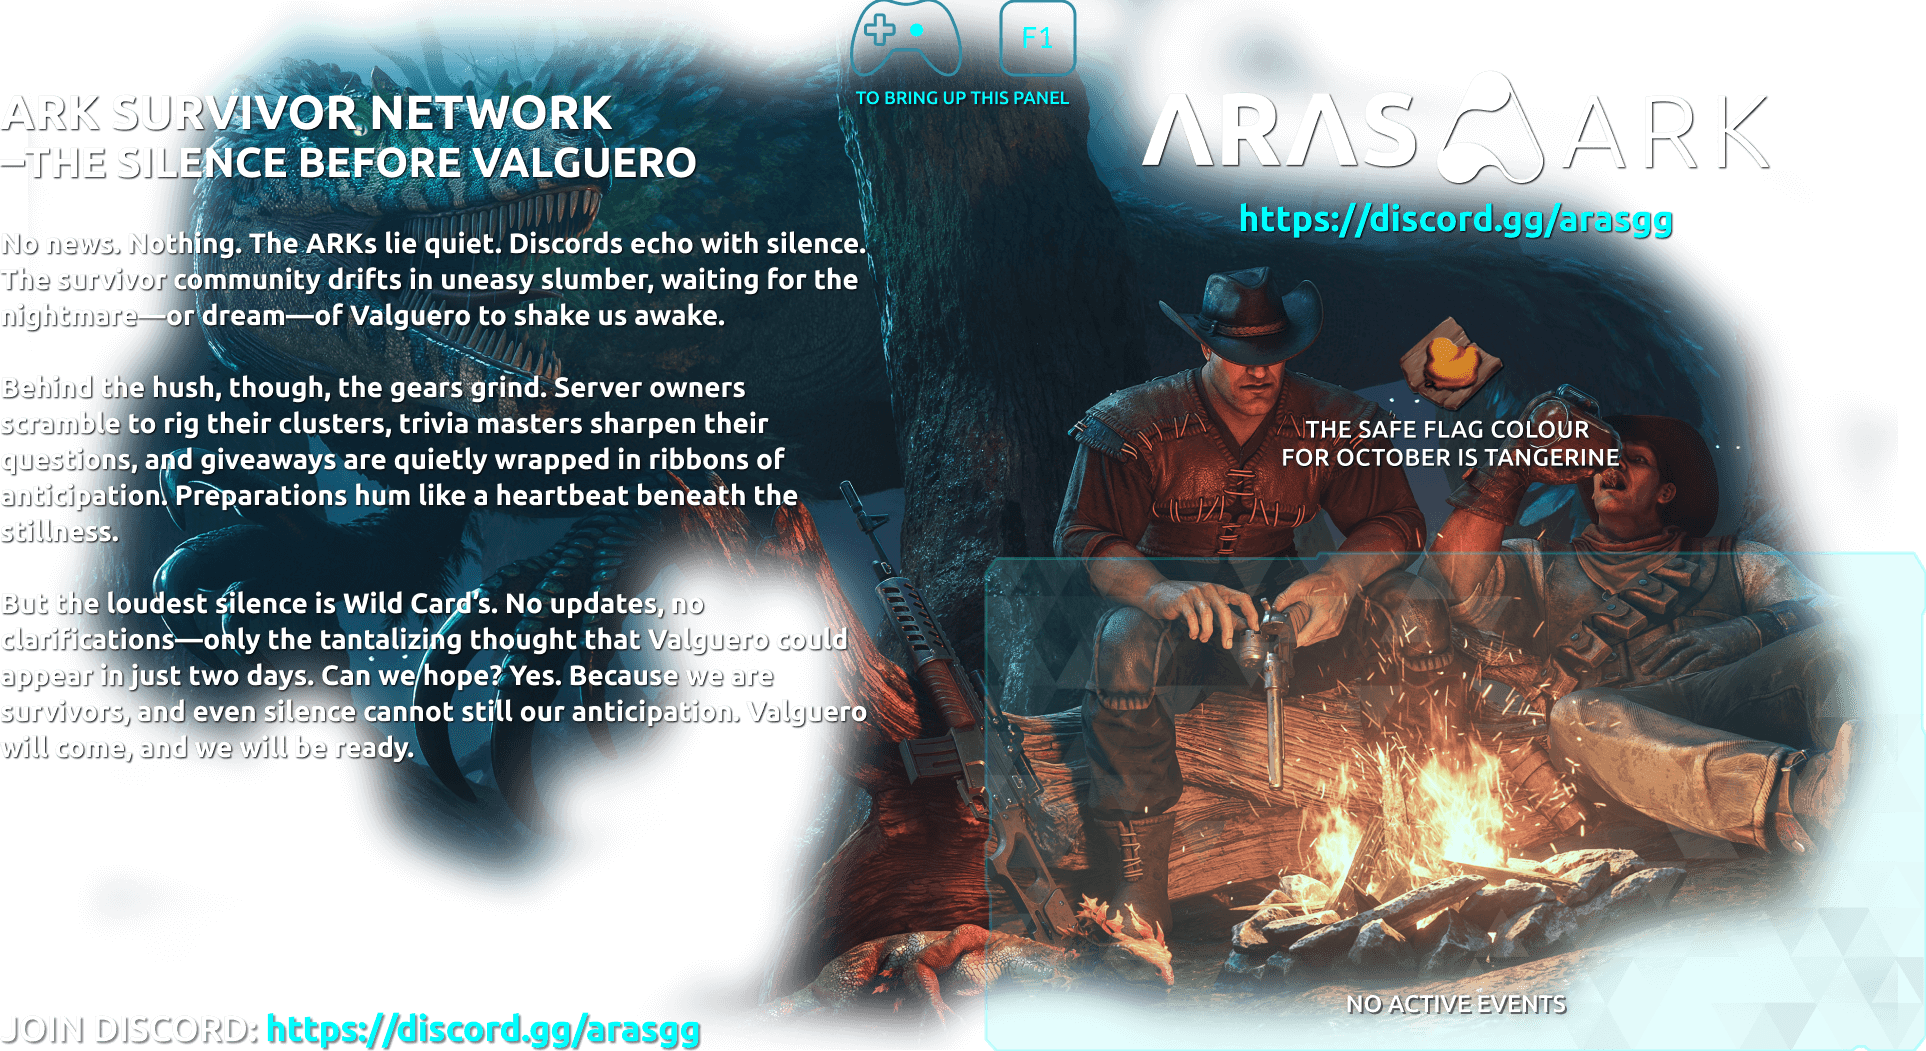 F1
TO BRING UP THIS PANEL
ARK SURVIVOR NETWORK
—THE SILENCE BEFORE VALGUERO
No news. Nothing. The ARKs lie quiet. Discords echo with silence.
The survivor community drifts in uneasy slumber, waiting for the
nightmare—or dream—of Valguero to shake us awake.
Behind the hush, though, the gears grind. Server owners
scramble to rig their clusters, trivia masters sharpen their
questions, and giveaways are quietly wrapped in ribbons of
anticipation. Preparations hum like a heartbeat beneath the
stillness.
But the loudest silence is Wild Card's. No updates, no
clarifications—only the tantalizing thought that Valguero could
appear in just two days. Can we hope? Yes. Because we are
survivors, and even silence cannot still our anticipation. Valguero
will come, and we will be ready.
JOIN DISCORD: https://discord.gg/arasgg
ARAS ARK
https://discord.gg/arasgg
THE SAFE FLAG COLOUR
FOR OCTOBER IS TANGERINE
NO ACTIVE EVENTS